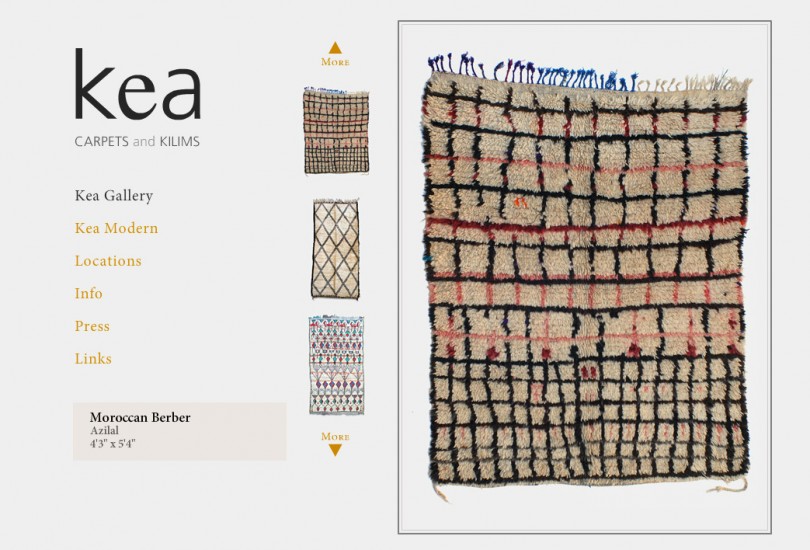 kea
CARPETS and KILIMS
Kea Gallery
Kea Modern
Locations
Info
Press
Links
Moroccan Berber
Azilal
4'3" x 5'4"
More
More